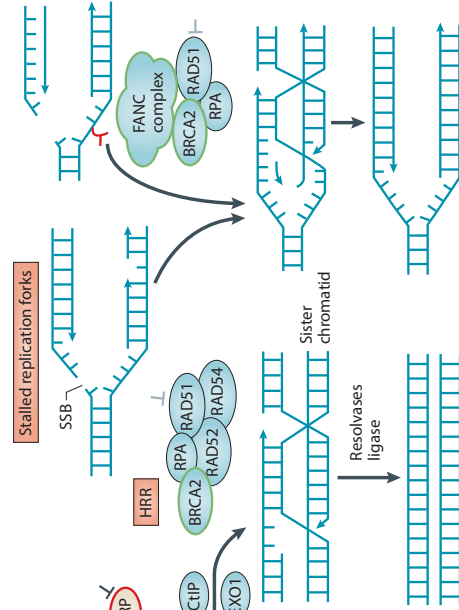 Stalled replication forks
SSB
FANC
complex
RAD51
BRCA2
RPA
HRR
RPA
RAD51
BRCA2
RAD52
RAD54
Sister
chromatid
Resolvases
ligase
CtIP
EXO1
RP